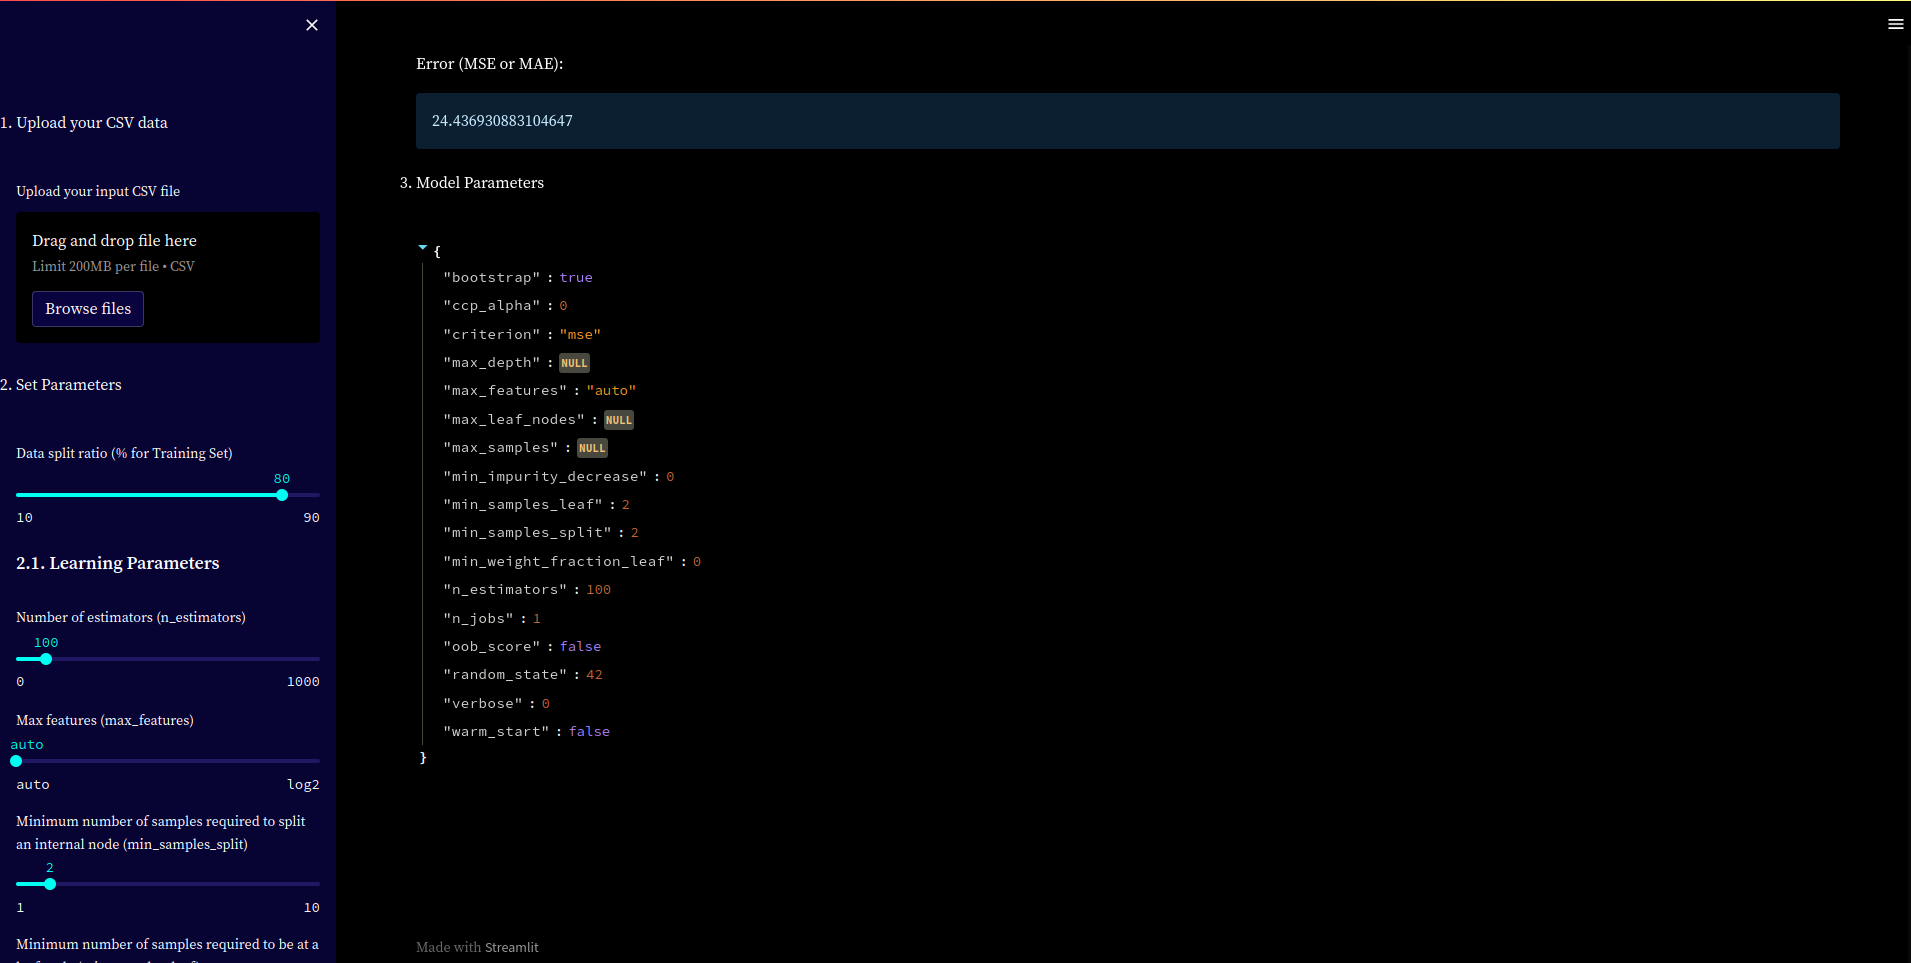 1. Upload your CSV data
Upload your input CSV file
Drag and drop file here
Limit 200MB per file • CSV
Browse files
2. Set Parameters
Data split ratio (% for Training Set)
80
10 90
2.1. Learning Parameters
Number of estimators (n_estimators)
100
0 1000
Max features (max_features)
auto
auto log2
Minimum number of samples required to split
an internal node (min_samples_split)
2
1 10
Minimum number of samples required to be at a
Error (MSE or MAE):
24.436930883104647
3. Model Parameters
{
"bootstrap" : true
"ccp_alpha" : 0
"criterion" : "mse"
"max_depth" : NULL
"max_features" : "auto"
"max_leaf_nodes" : NULL
"max_samples" : NULL
"min_impurity_decrease" : 0
"min_samples_leaf" : 2
"min_samples_split" : 2
"min_weight_fraction_leaf" : 0
"n_estimators" : 100
"n_jobs" : 1
"oob_score" : false
"random_state" : 42
"verbose" : 0
"warm_start" : false
}
Made with Streamlit